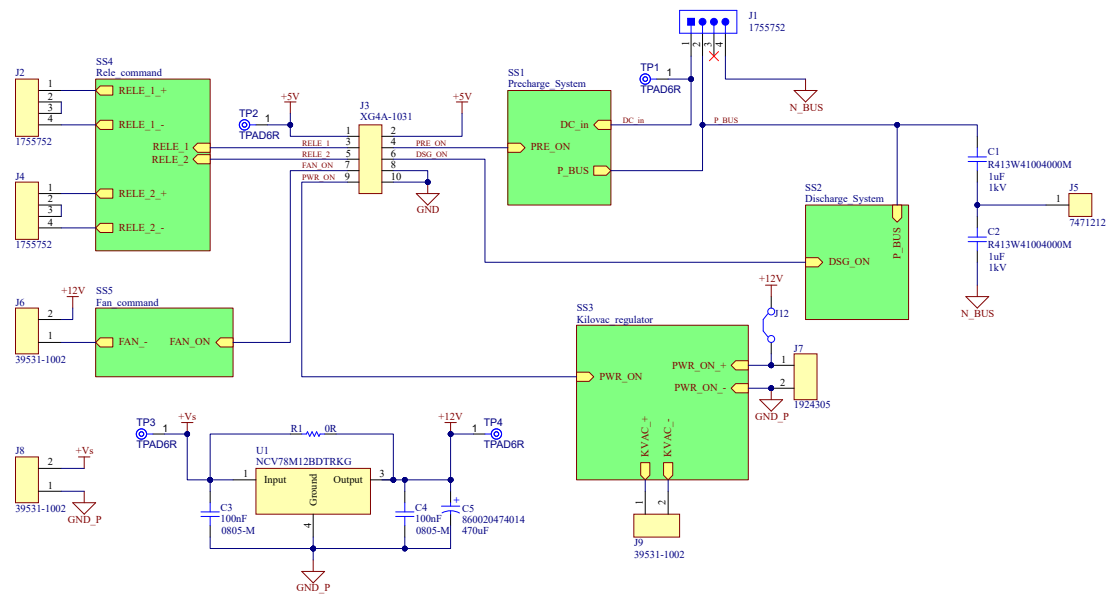 J1
1755752
1
2
3
4
N_BUS
TP1
1
TPAD6R
SS1
Precharge_System
DC_in
PRE_ON
P_BUS
DC_in
P_BUS
SS4
Rele_command
J2
1
2
3
4
1755752
RELE_1_+
RELE_1_-
RELE_1
RELE_2
RELE_2_+
RELE_2_-
J4
1
2
3
4
1755752
+5V
TP2
1
TPAD6R
J3
XG4A-1031
+5V
RELE_1
RELE_2
FAN_ON
PWR_ON
1
3
5
7
9
2
4
6
8
10
PRE_ON
DSG_ON
GND
C1
R413W41004000M
1uF
1kV
J5
1
7471212
C2
R413W41004000M
1uF
1kV
N_BUS
SS2
Discharge_System
P_BUS
DSG_ON
J6
+12V
2
1
39531-1002
SS5
Fan_command
FAN_-
FAN_ON
SS3
Kilovac_regulator
PWR_ON
PWR_ON_+
PWR_ON_-
KVAC_+
KVAC_-
1
2
J9
39531-1002
+12V
J12
J7
1
2
1924305
GND_P
J8
+Vs
2
1
39531-1002
GND_P
TP3
1
TPAD6R
+Vs
R1
0R
U1
NCV78M12BDTRKG
1
Input
Ground
Output
3
4
C3
100nF
0805-M
C4
100nF
0805-M
C5
860020474014
470uF
+
+12V
1
TP4
TPAD6R
GND_P